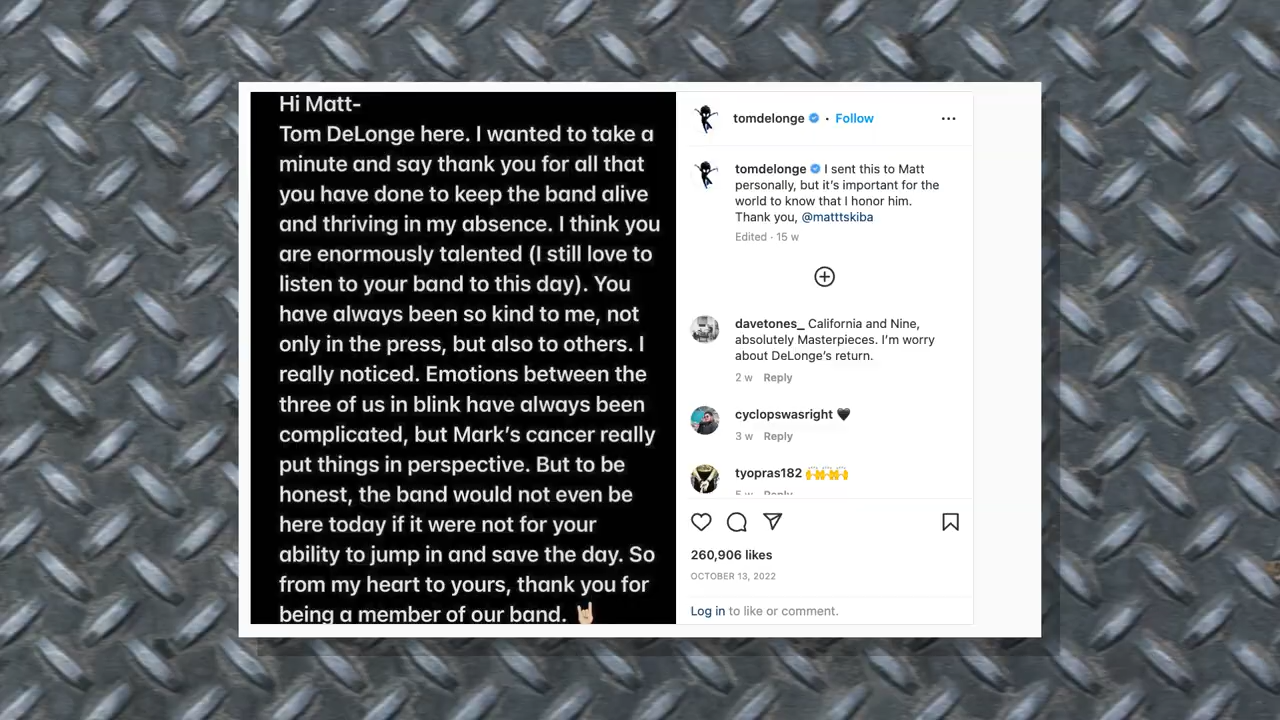 Hi Matt-
Tom DeLonge here. I wanted to take a
minute and say thank you for all that
you have done to keep the band alive
and thriving in my absence. I think you
are enormously talented (I still love to
listen to your band to this day). You
have always been so kind to me, not
only in the press, but also to others. I
really noticed. Emotions between the
three of us in blink have always been
complicated, but Mark’s cancer really
put things in perspective. But to be
honest, the band would not even be
here today if it were not for your
ability to jump in and save the day. So
from my heart to yours, thank you for
being a member of our band. 🤘🏻
tomdelonge • Follow
tomdelonge I sent this to Matt
personally, but it’s important for the
world to know that I honor him.
Thank you, @matttskiba
Edited · 15 w
davetones_ California and Nine,
absolutely Masterpieces. I’m worry
about DeLonge’s return.
2 w Reply
cyclopswasright 🖤
3 w Reply
tyopras182 🙌🙌🙌
5 w Reply
260,906 likes
OCTOBER 13, 2022
Log in to like or comment.